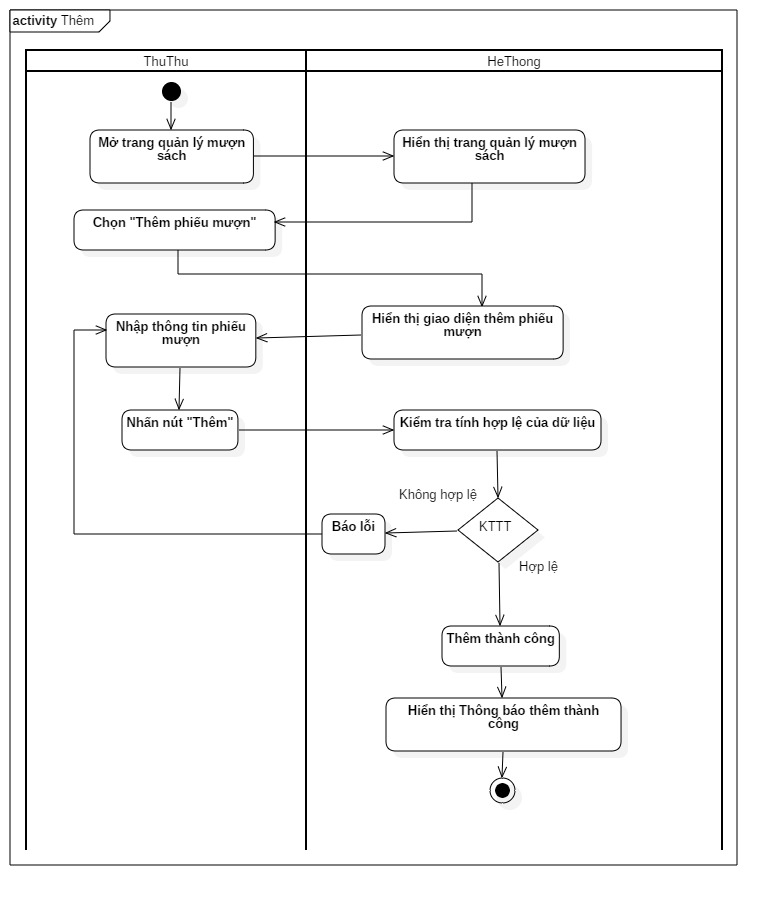 activity Thêm
ThuThu
HeThong
Mở trang quản lý mượn
sách
Hiển thị trang quản lý mượn
sách
Chọn "Thêm phiếu mượn"
Hiển thị giao diện thêm phiếu
mượn
Nhập thông tin phiếu
mượn
Nhấn nút "Thêm"
Kiểm tra tính hợp lệ của dữ liệu
Không hợp lệ
KTTT
Báo lỗi
Hợp lệ
Thêm thành công
Hiển thị Thông báo thêm thành
công